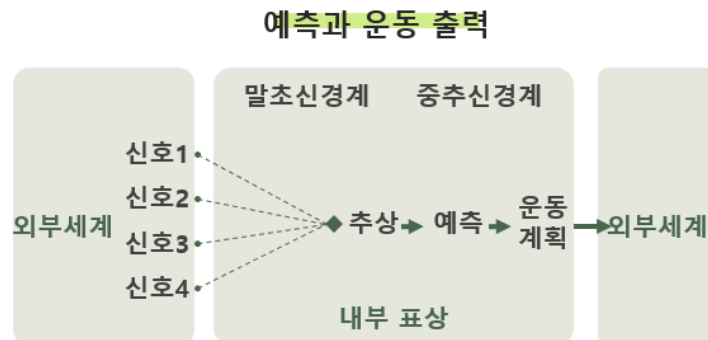 예측과 운동 출력
말초신경계 중추신경계
신호1
신호2
신호3
신호4
외부세계
추상
예측
운동
계획
외부세계
내부 표상